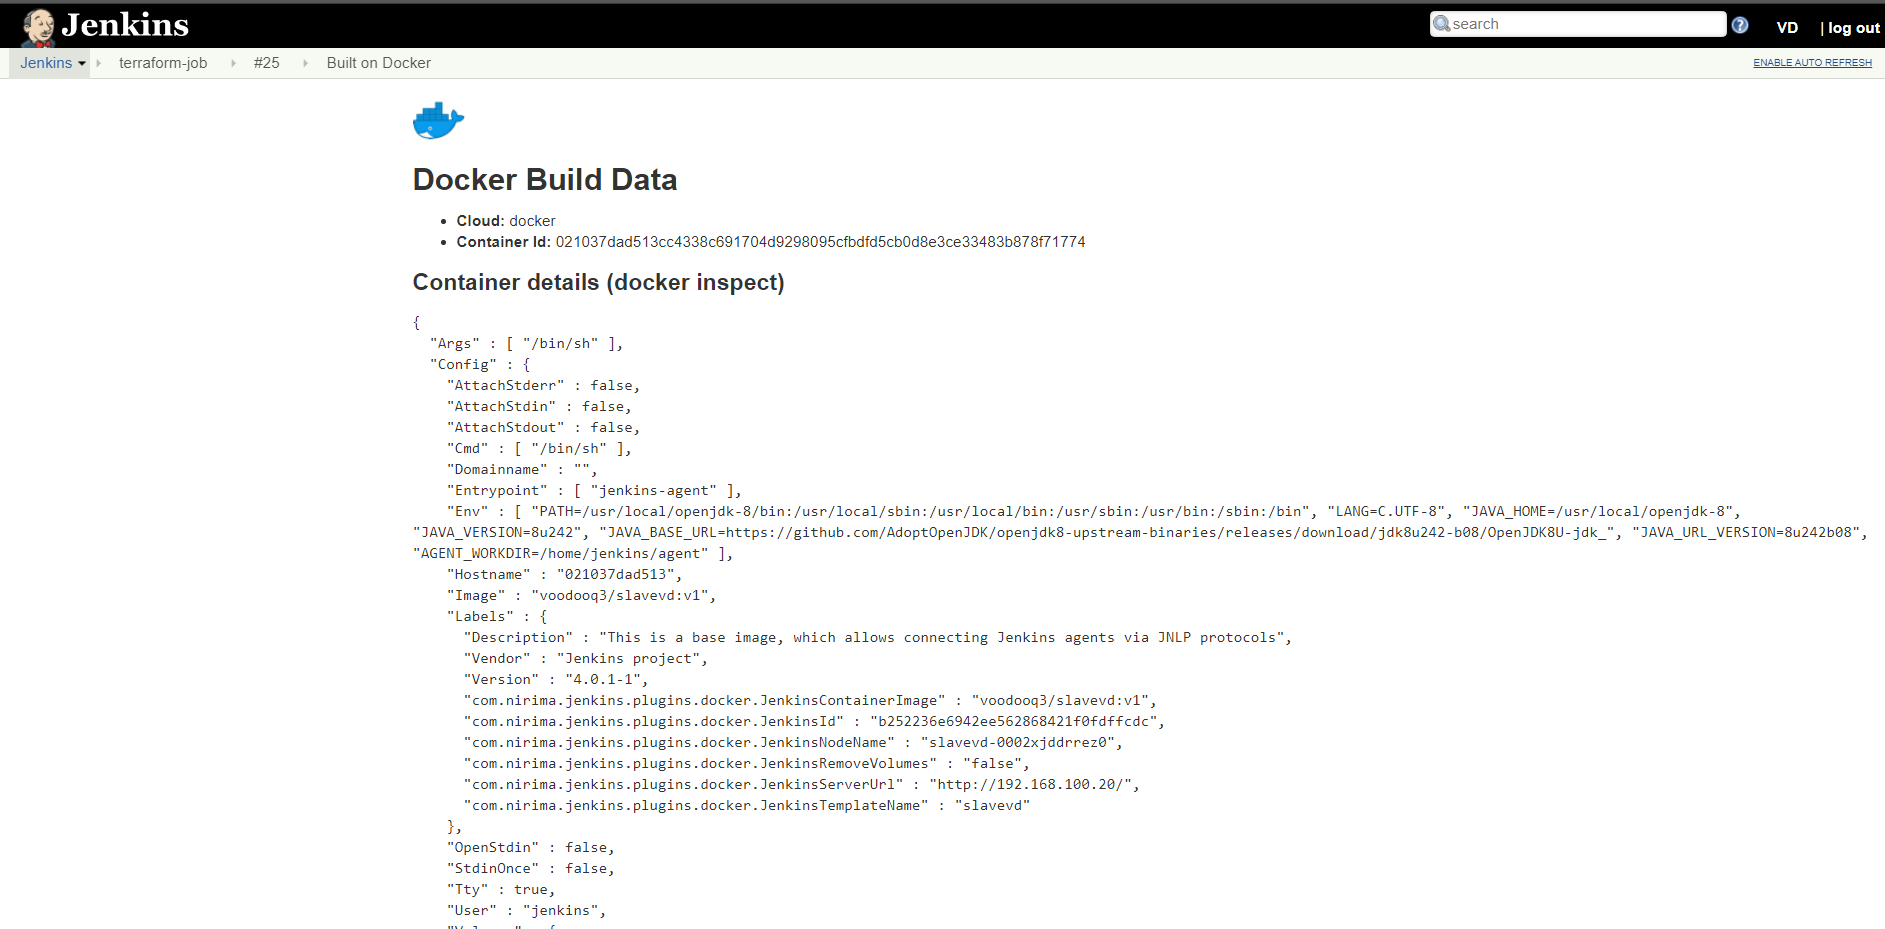 Jenkins
search
VD
| log out
Jenkins
terraform-job
#25
Built on Docker
ENABLE AUTO REFRESH
Docker Build Data
Cloud: docker
Container Id: 021037dad513cc4338c691704d9298095cfbdfd5cb0d8e3ce33483b878f71774
Container details (docker inspect)
{
"Args" : [ "/bin/sh" ],
"Config" : {
"AttachStderr" : false,
"AttachStdin" : false,
"AttachStdout" : false,
"Cmd" : [ "/bin/sh" ],
"Domainname" : "",
"Entrypoint" : [ "jenkins-agent" ],
"Env" : [ "PATH=/usr/local/openjdk-8/bin:/usr/local/sbin:/usr/local/bin:/usr/sbin:/usr/bin:/sbin:/bin", "LANG=C.UTF-8", "JAVA_HOME=/usr/local/openjdk-8",
"JAVA_VERSION=8u242", "JAVA_BASE_URL=https://github.com/AdoptOpenJDK/openjdk8-upstream-binaries/releases/download/jdk8u242-b08/OpenJDK8U-jdk_", "JAVA_URL_VERSION=8u242b08",
"AGENT_WORKDIR=/home/jenkins/agent" ],
"Hostname" : "021037dad513",
"Image" : "voodooq3/slavevd:v1",
"Labels" : {
"Description" : "This is a base image, which allows connecting Jenkins agents via JNLP protocols",
"Vendor" : "Jenkins project",
"Version" : "4.0.1-1",
"com.nirima.jenkins.plugins.docker.JenkinsContainerImage" : "voodooq3/slavevd:v1",
"com.nirima.jenkins.plugins.docker.JenkinsId" : "b252236e6942ee562868421f0fdffcdc",
"com.nirima.jenkins.plugins.docker.JenkinsNodeName" : "slavevd-0002xjddrrez0",
"com.nirima.jenkins.plugins.docker.JenkinsRemoveVolumes" : "false",
"com.nirima.jenkins.plugins.docker.JenkinsServerUrl" : "http://192.168.100.20/",
"com.nirima.jenkins.plugins.docker.JenkinsTemplateName" : "slavevd"
},
"OpenStdin" : false,
"StdinOnce" : false,
"Tty" : true,
"User" : "jenkins",